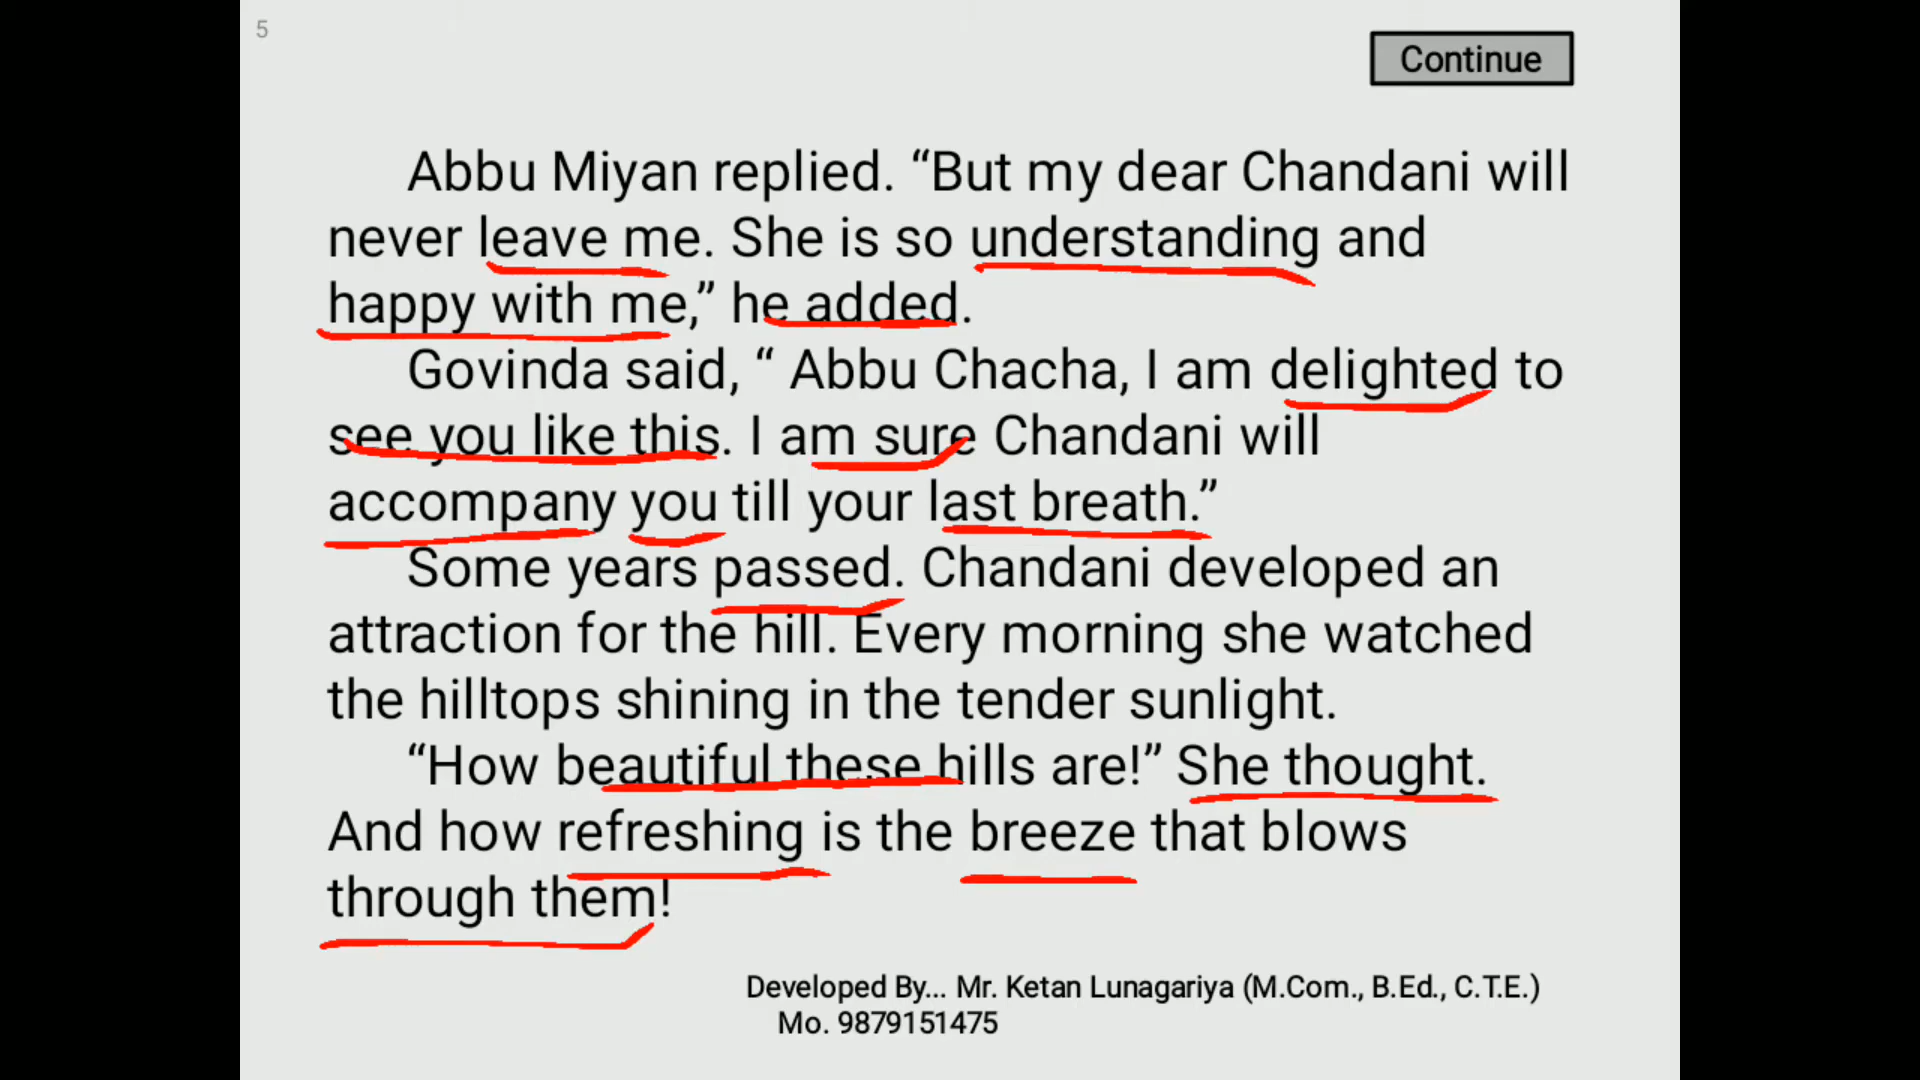 5
Continue
Abbu Miyan replied. “But my dear Chandani will
never leave me. She is so understanding and
happy with me,” he added.
Govinda said, “ Abbu Chacha, I am delighted to
see you like this. I am sure Chandani will
accompany you till your last breath.”
Some years passed. Chandani developed an
attraction for the hill. Every morning she watched
the hilltops shining in the tender sunlight.
“How beautiful these hills are!” She thought.
And how refreshing is the breeze that blows
through them!
Developed By... Mr. Ketan Lunagariya (M.Com., B.Ed., C.T.E.)
Mo. 9879151475